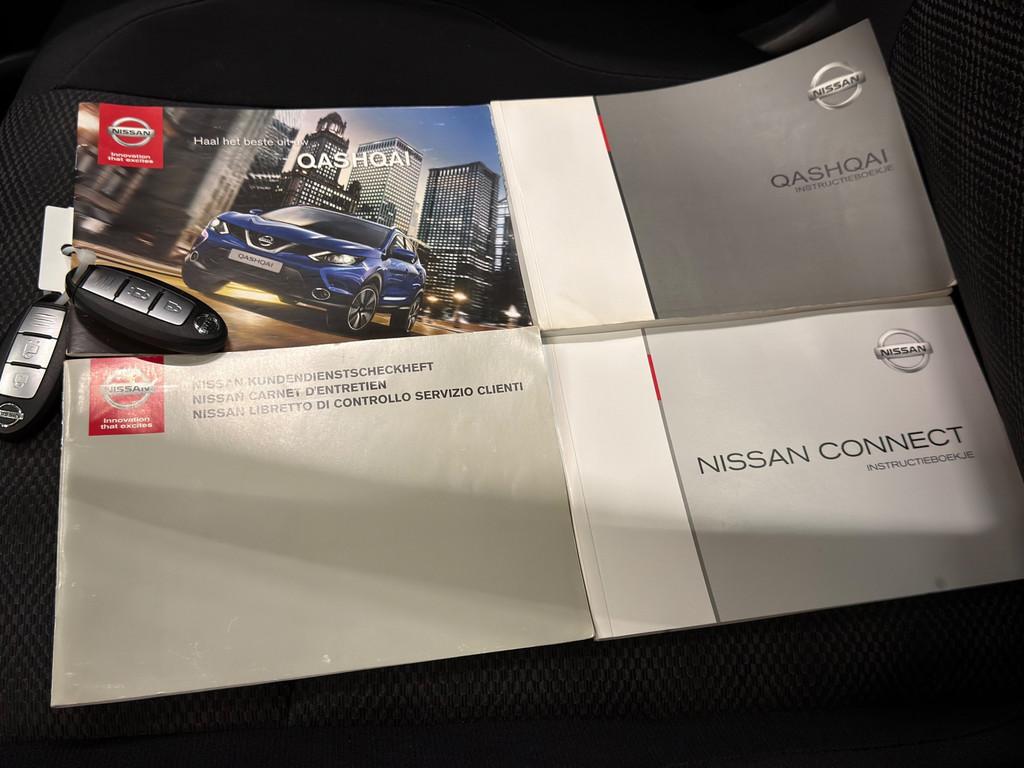 NISSAN
Innovation
that excites
Haal het beste uit uw
QASHQAI
QASHQAI
NISSAN
QASHQAI
INSTRUCTIEBOEKJE
NISSAN
Innovation
that excites
NISSAN KUNDENDIENSTSCHECKHEFT
NISSAN CARNET D'ENTRETIEN
NISSAN LIBRETTO DI CONTROLLO SERVIZIO CLIENTI
NISSAN
NISSAN CONNECT
INSTRUCTIEBOEKJE